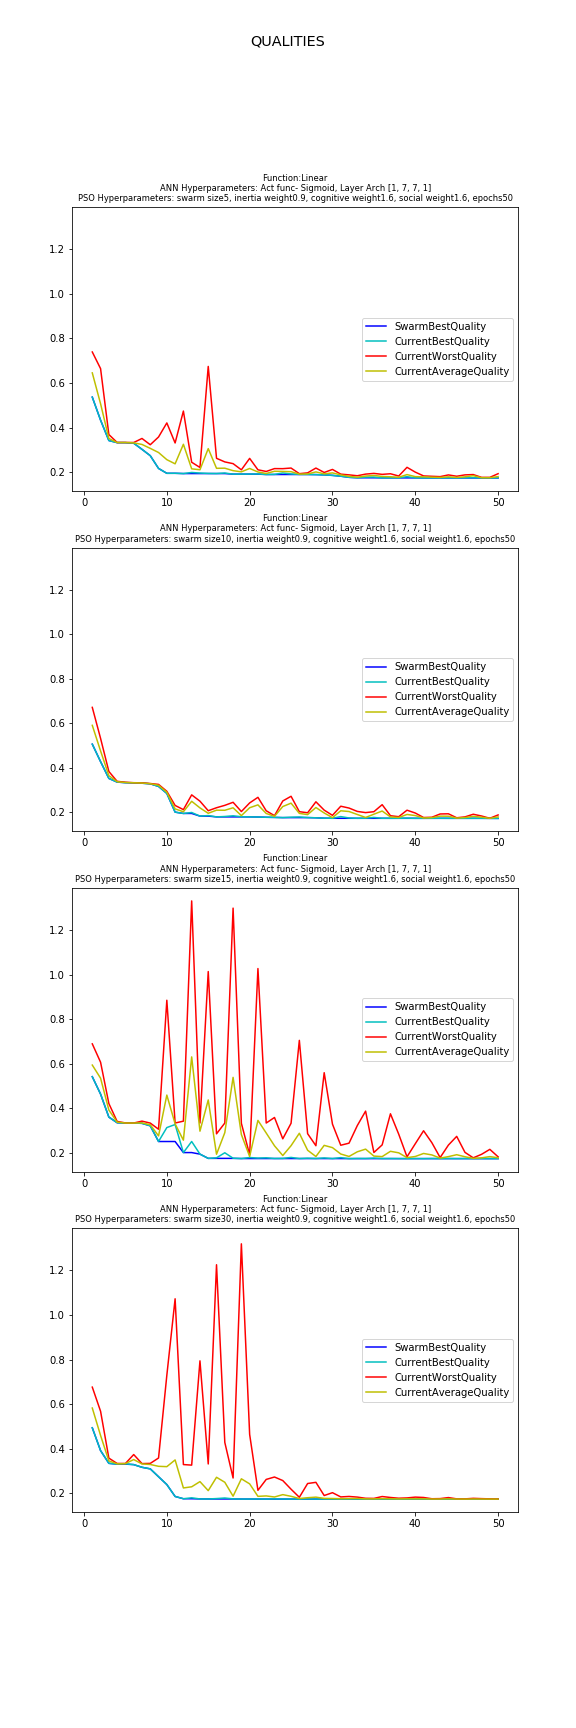 QUALITIES
Function:Linear
ANN Hyperparameters: Act func- Sigmoid, Layer Arch [1, 7, 7, 1]
PSO Hyperparameters: swarm size5, inertia weight0.9, cognitive weight1.6, social weight1.6, epochs50
1.2
1.0
0.8
0.6
0.4
0.2
SwarmBestQuality
CurrentBestQuality
CurrentWorstQuality
CurrentAverageQuality
0 10 20 30 40 50
Function:Linear
ANN Hyperparameters: Act func- Sigmoid, Layer Arch [1, 7, 7, 1]
PSO Hyperparameters: swarm size10, inertia weight0.9, cognitive weight1.6, social weight1.6, epochs50
1.2
1.0
0.8
0.6
0.4
0.2
SwarmBestQuality
CurrentBestQuality
CurrentWorstQuality
CurrentAverageQuality
0 10 20 30 40 50
Function:Linear
ANN Hyperparameters: Act func- Sigmoid, Layer Arch [1, 7, 7, 1]
PSO Hyperparameters: swarm size15, inertia weight0.9, cognitive weight1.6, social weight1.6, epochs50
1.2
1.0
0.8
0.6
0.4
0.2
SwarmBestQuality
CurrentBestQuality
CurrentWorstQuality
CurrentAverageQuality
0 10 20 30 40 50
Function:Linear
ANN Hyperparameters: Act func- Sigmoid, Layer Arch [1, 7, 7, 1]
PSO Hyperparameters: swarm size30, inertia weight0.9, cognitive weight1.6, social weight1.6, epochs50
1.2
1.0
0.8
0.6
0.4
0.2
SwarmBestQuality
CurrentBestQuality
CurrentWorstQuality
CurrentAverageQuality
0 10 20 30 40 50